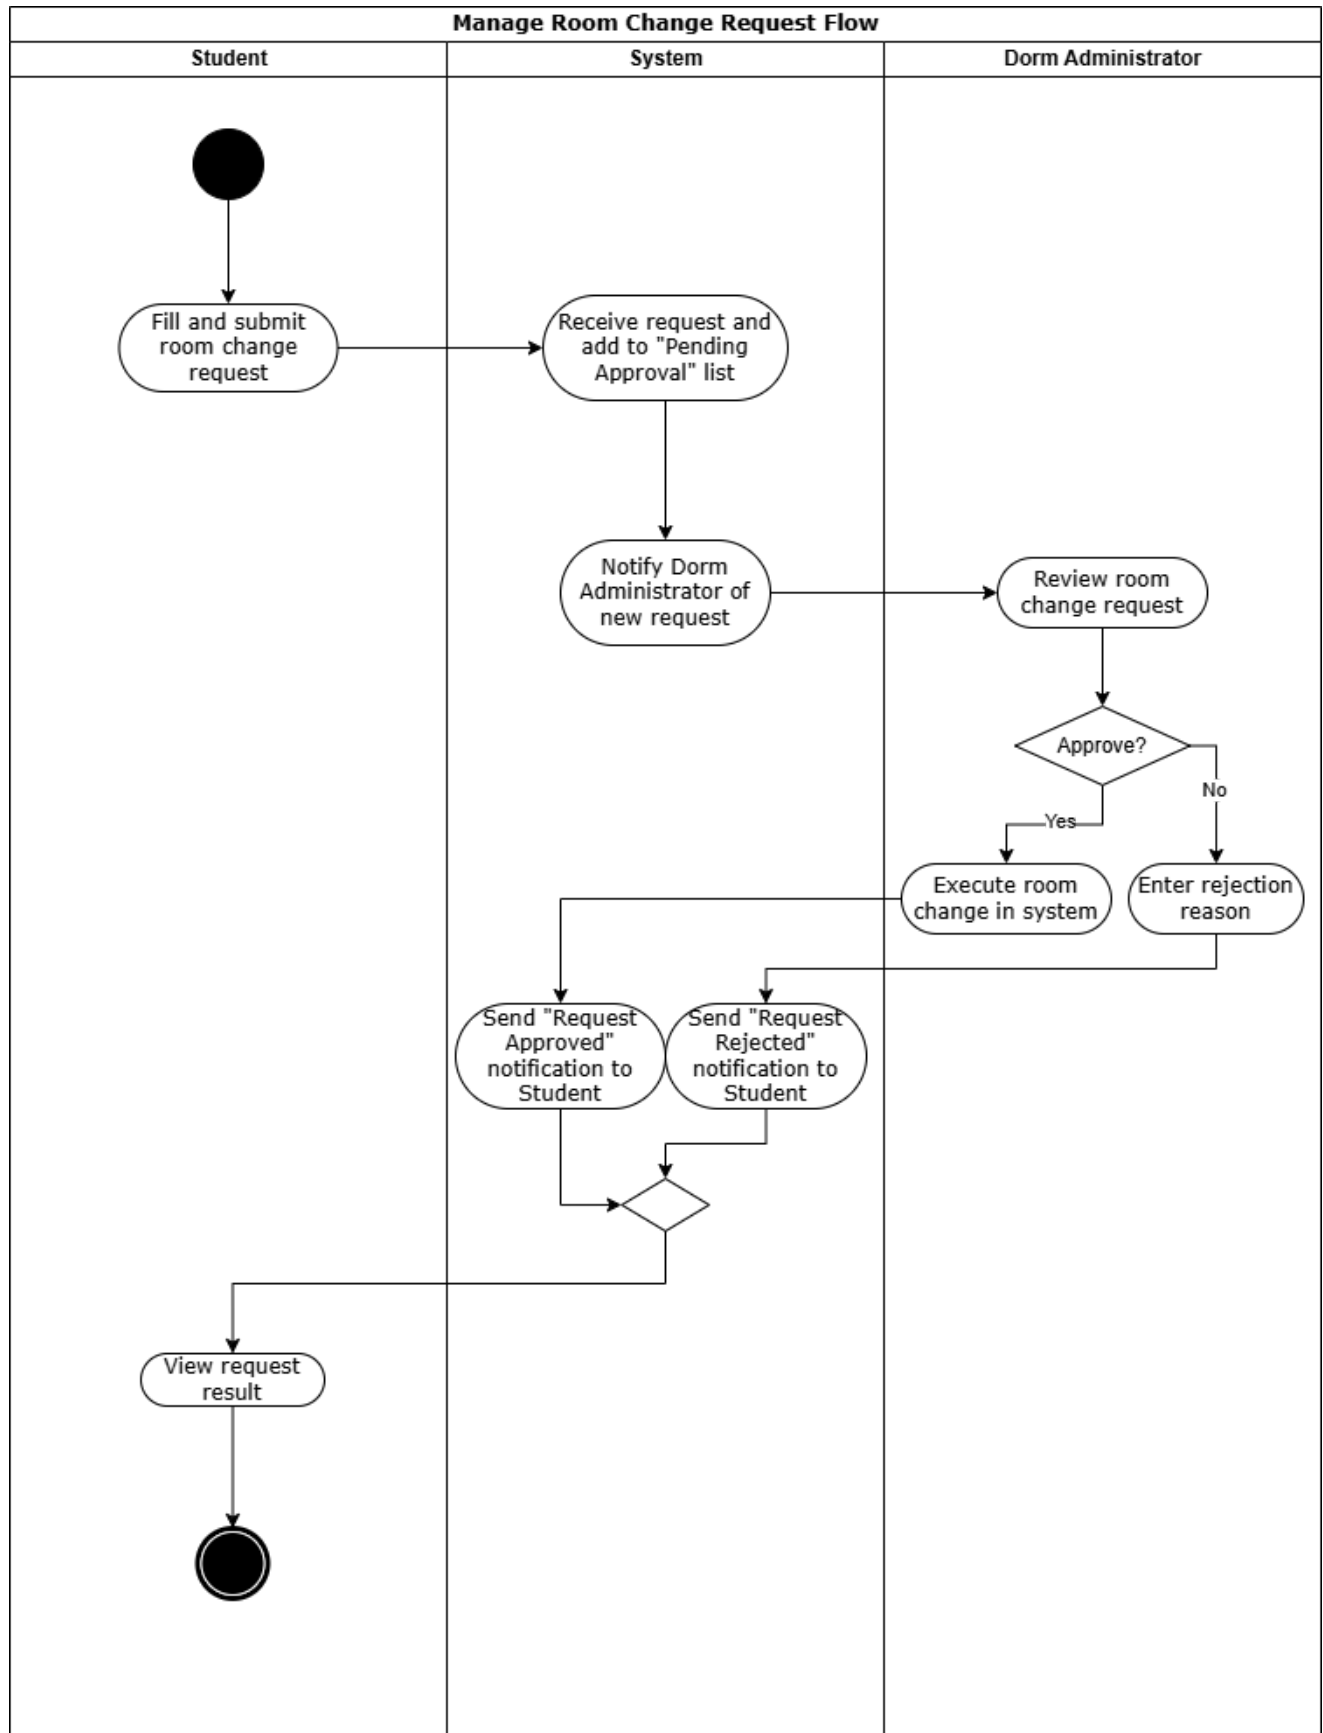 Manage Room Change Request Flow
Student
System
Dorm Administrator
Fill and submit
room change
request
Receive request and
add to "Pending
Approval" list
Notify Dorm
Administrator of
new request
Review room
change request
Approve?
No
Yes
Execute room
change in system
Enter rejection
reason
Send "Request
Approved"
notification to
Student
Send "Request
Rejected"
notification to
Student
View request
result